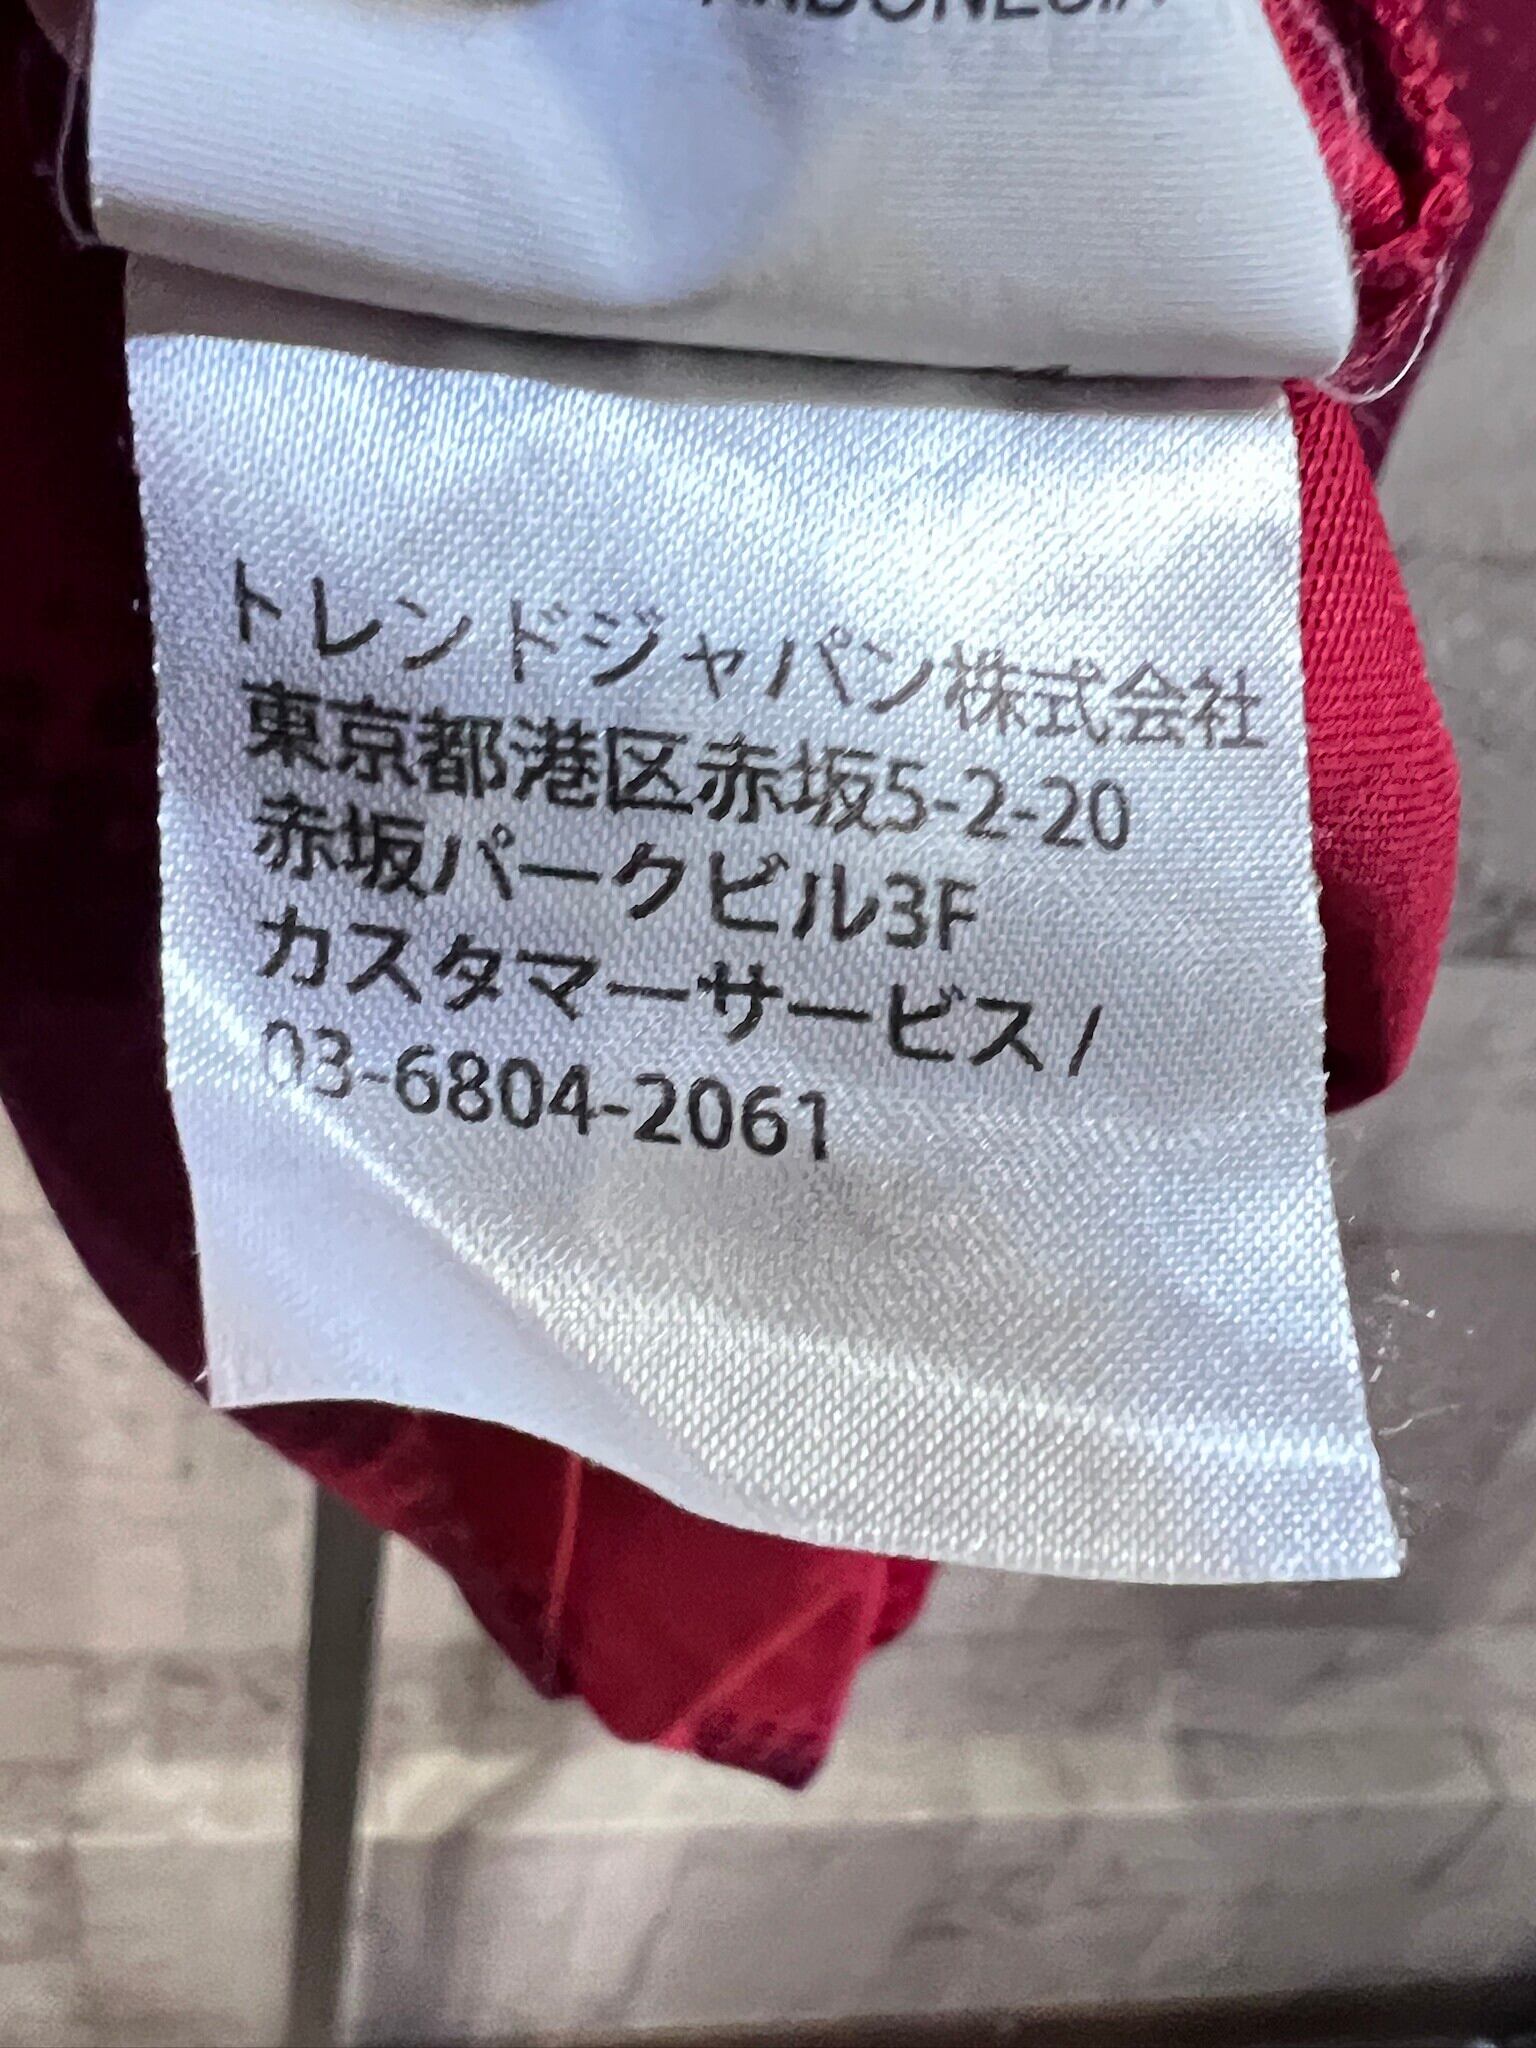 INDONESIA
トレンドジャパン株式会社
東京都港区赤坂5-2-20
赤坂パークビル3F
カスタマーサービス /
03-6804-2061